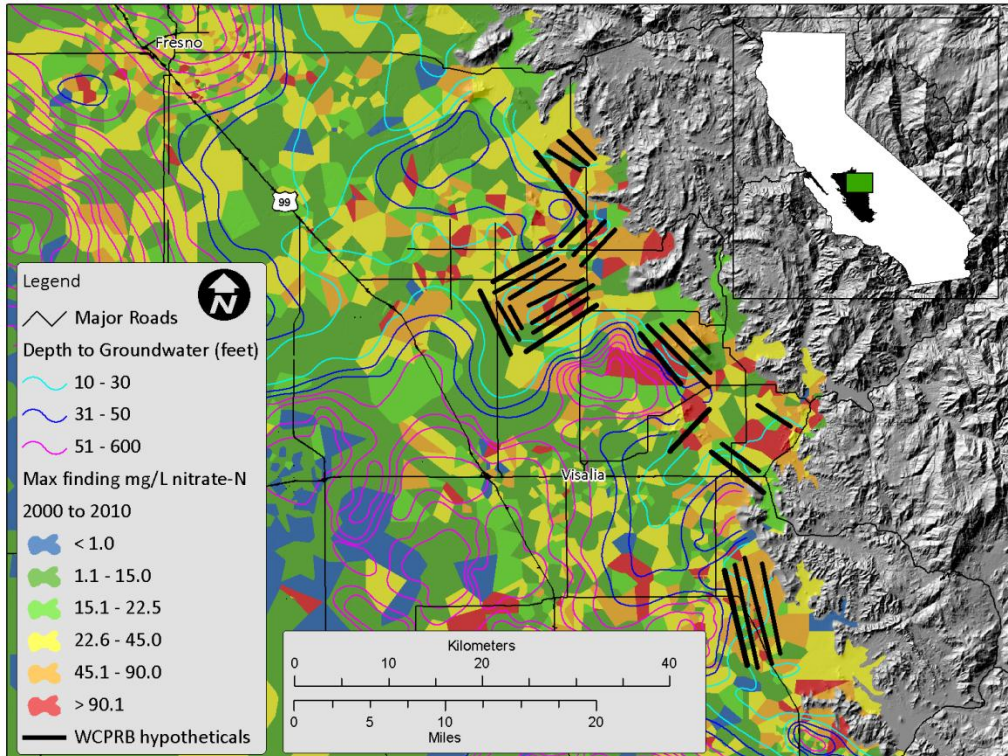 Fresno
99
Visalia
Legend
N
Major Roads
Depth to Groundwater (feet)
10 - 30
31 - 50
51 - 600
Max finding mg/L nitrate-N
2000 to 2010
< 1.0
1.1 - 15.0
15.1 - 22.5
22.6 - 45.0
45.1 - 90.0
> 90.1
WCPRB hypotheticals
Kilometers
0 10 20 40
0 5 10 20
Miles